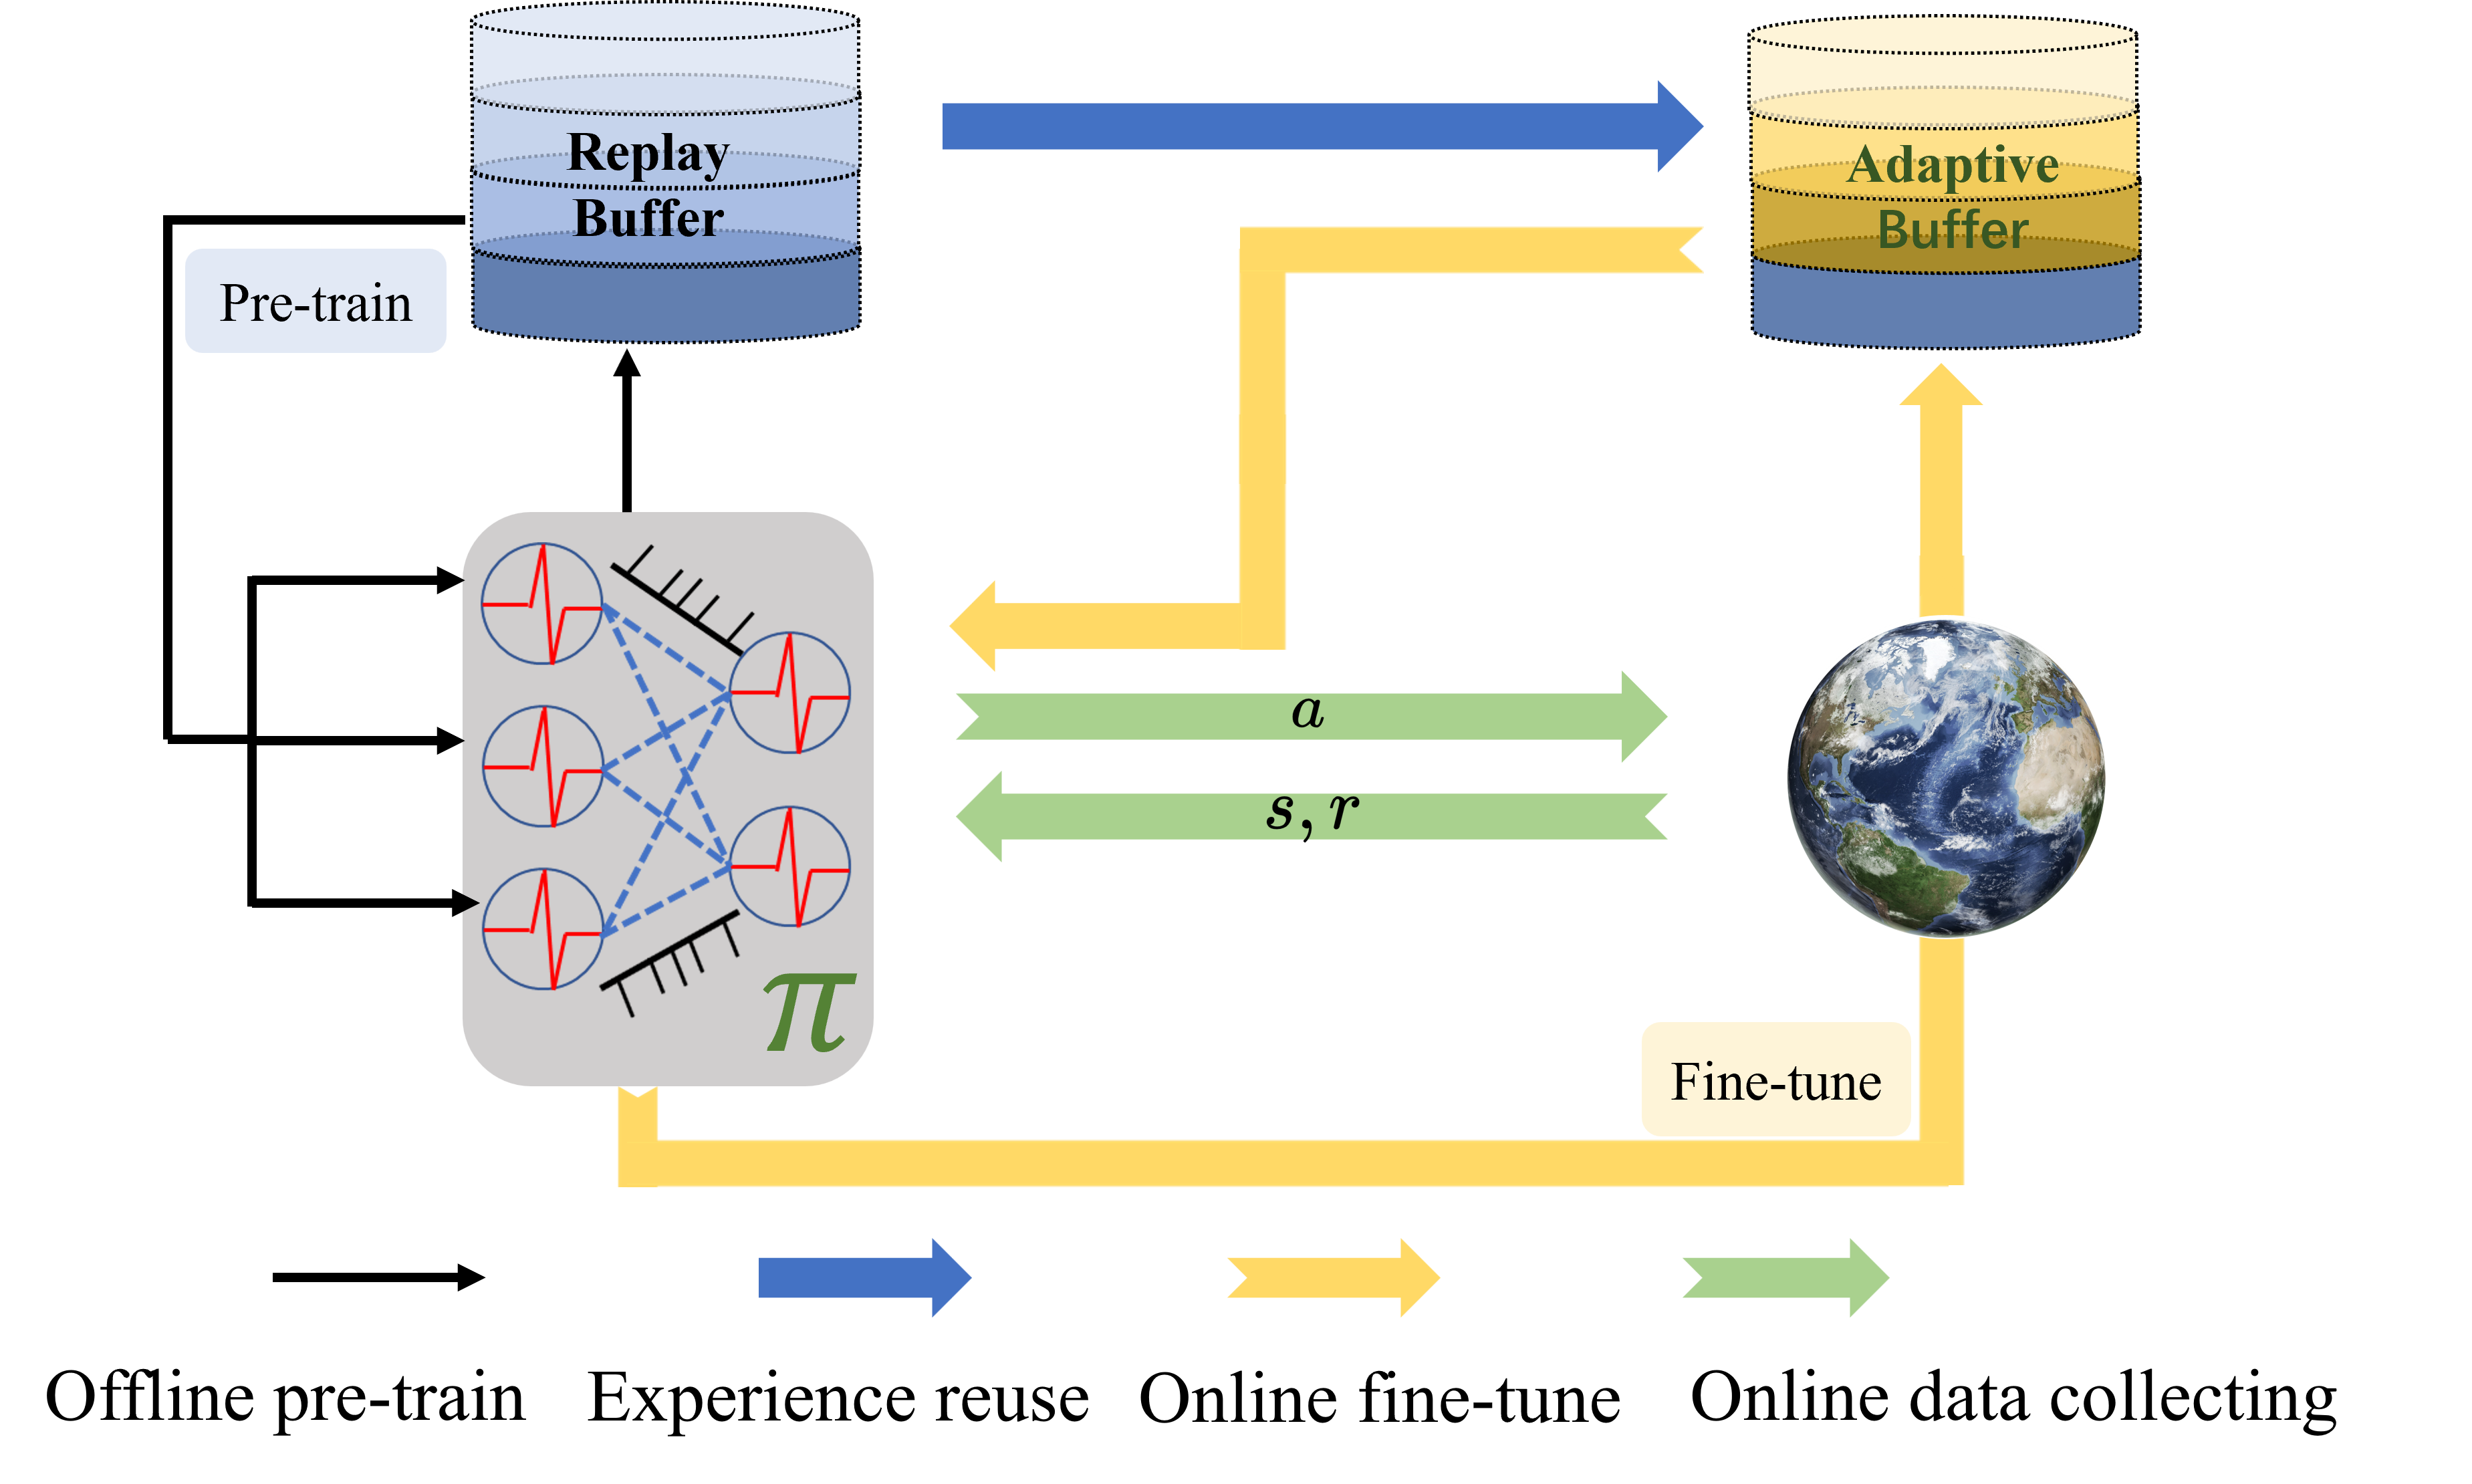 Replay
Buffer
Adaptive
Buffer
Pre-train
a
s, r
π
Fine-tune
Offline pre-train
Experience reuse
Online fine-tune
Online data collecting